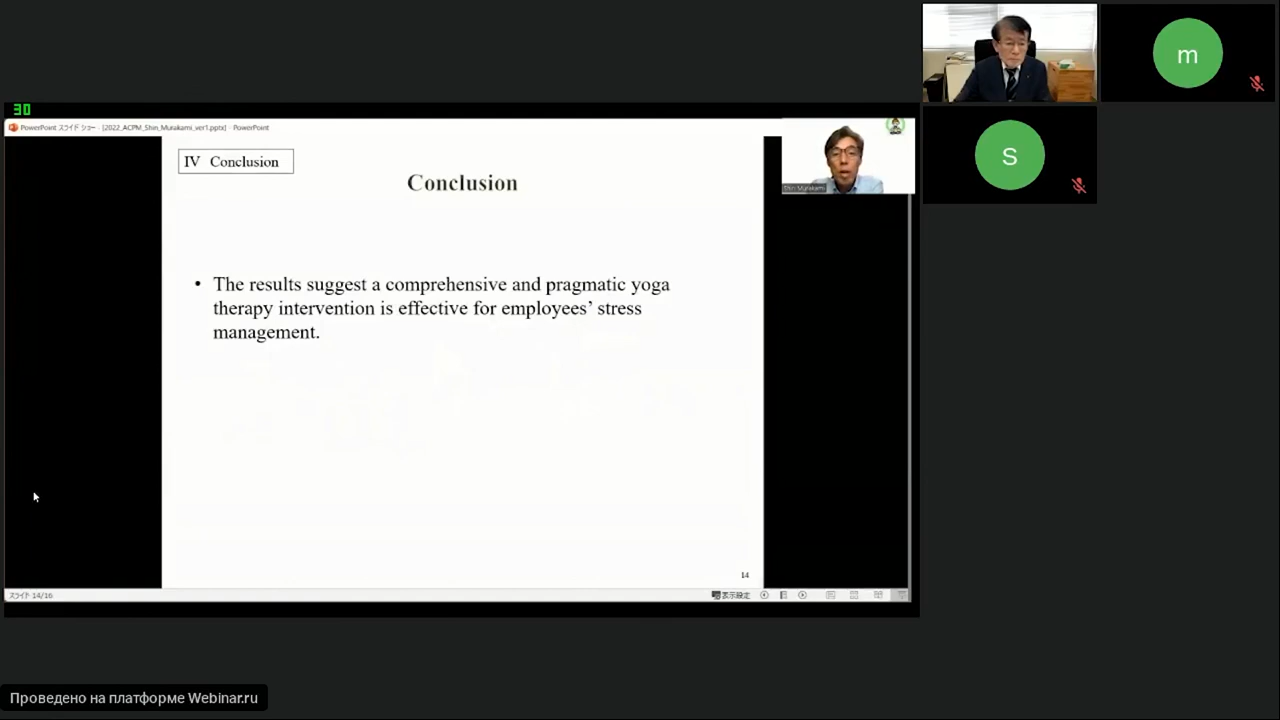 30
PowerPoint スライド ショー - [2022_ACPM_Shin_Murakami_ver1.pptx] - PowerPoint
IV Conclusion
Conclusion
• The results suggest a comprehensive and pragmatic yoga
therapy intervention is effective for employees’ stress
management.
14
スライド 14/16
表示設定
Shin Murakami
m
S
Проведено на платформе Webinar.ru